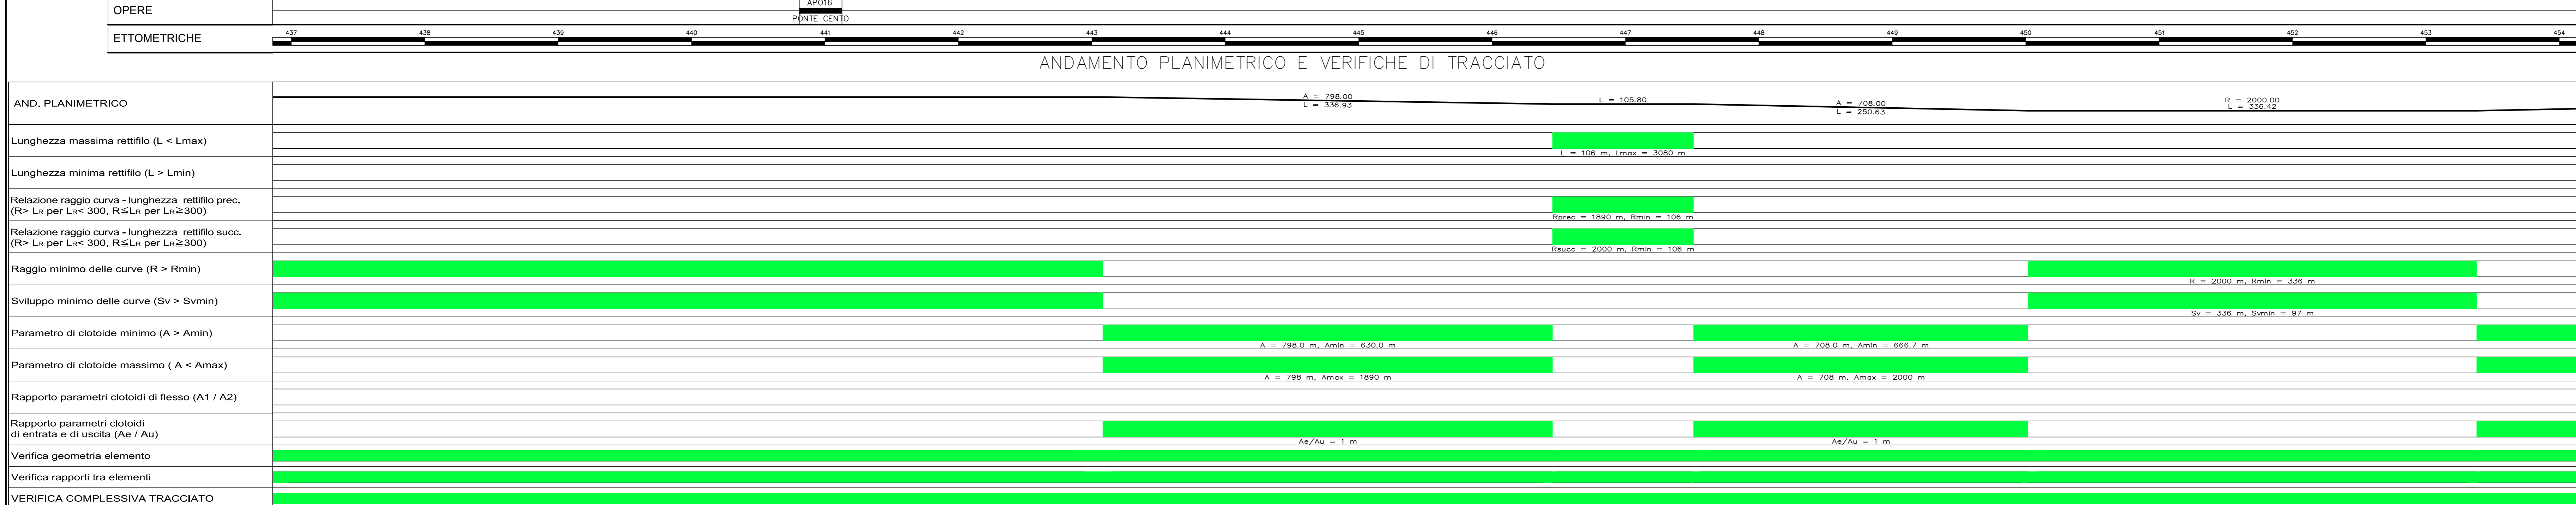 OPERE
AP016
PONTE CENTO
ETTOMETRICHE
437 438 439 440 441 442 443 444 445 446 447 448 449 450 451 452 453 454
ANDAMENTO PLANIMETRICO E VERIFICHE DI TRACCIATO
AND. PLANIMETRICO
A = 798.00
L = 336.93
L = 105.80
A = 708.00
L = 250.63
R = 2000.00
L = 336.42
Lunghezza massima rettifilo (L < Lmax)
L = 106 m, Lmax = 3080 m
Lunghezza minima rettifilo (L > Lmin)
Relazione raggio curva - lunghezza rettifilo prec.
(R> LR per LR< 300, R≦LR per LR≧300)
Rprec = 1890 m, Rmin = 106 m
Relazione raggio curva - lunghezza rettifilo succ.
(R> LR per LR< 300, R≦LR per LR≧300)
Rsucc = 2000 m, Rmin = 106 m
Raggio minimo delle curve (R > Rmin)
R = 2000 m, Rmin = 336 m
Sviluppo minimo delle curve (Sv > Svmin)
Sv = 336 m, Svmin = 97 m
Parametro di clotoide minimo (A > Amin)
A = 798.0 m, Amin = 630.0 m
A = 708.0 m, Amin = 666.7 m
Parametro di clotoide massimo ( A < Amax)
A = 798 m, Amax = 1890 m
A = 708 m, Amax = 2000 m
Rapporto parametri clotoidi di flesso (A1 / A2)
Rapporto parametri clotoidi
di entrata e di uscita (Ae / Au)
Ae/Au = 1 m
Ae/Au = 1 m
Verifica geometria elemento
Verifica rapporti tra elementi
VERIFICA COMPLESSIVA TRACCIATO